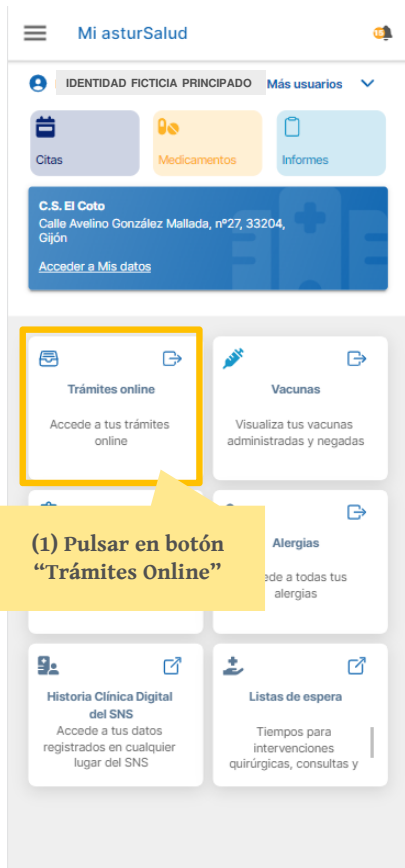 Mi asturSalud
IDENTIDAD FICTICIA PRINCIPADO Más usuarios
Citas
Medicamentos
Informes
C.S. El Coto
Calle Avelino González Mallada, nº27, 33204,
Gijón
Acceder a Mis datos
Trámites online
Accede a tus trámites
online
Vacunas
Visualiza tus vacunas
administradas y negadas
(1) Pulsar en botón
“Trámites Online”
Alergias
a todas tus
alergias
Historia Clínica Digital
del SNS
Accede a tus datos
registrados en cualquier
lugar del SNS
Listas de espera
Tiempos para
intervenciones
quirúrgicas, consultas y